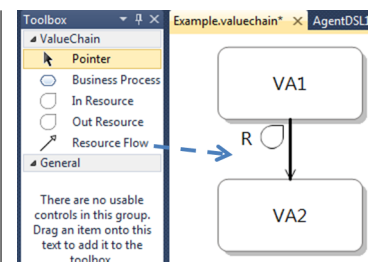 Toolbox
Example.valuechain*
AgentDSL1
ValueChain
Pointer
Business Process
In Resource
Out Resource
Resource Flow
General
There are no usable
controls in this group.
Drag an item onto this
text to add it to the
toolbox.
VA1
R
VA2